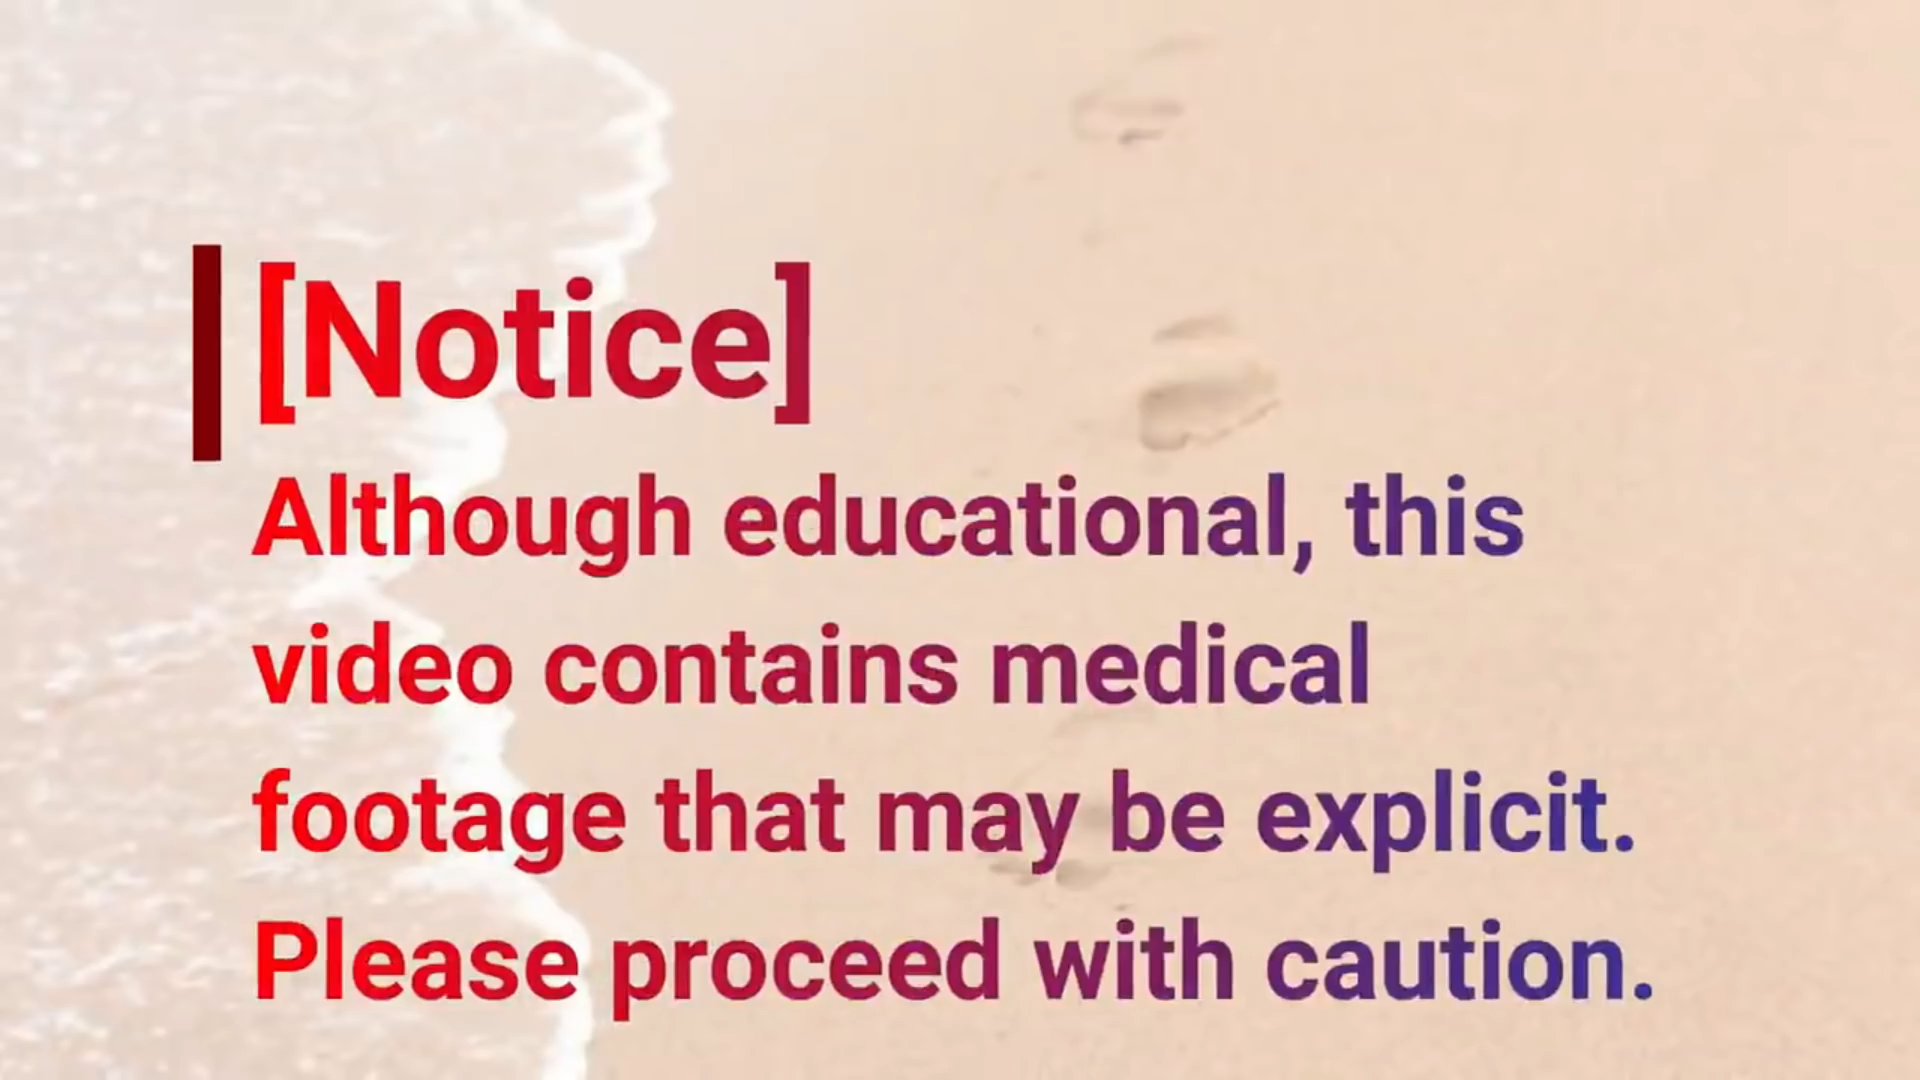 [Notice]
Although educational, this
video contains medical
footage that may be explicit.
Please proceed with caution.